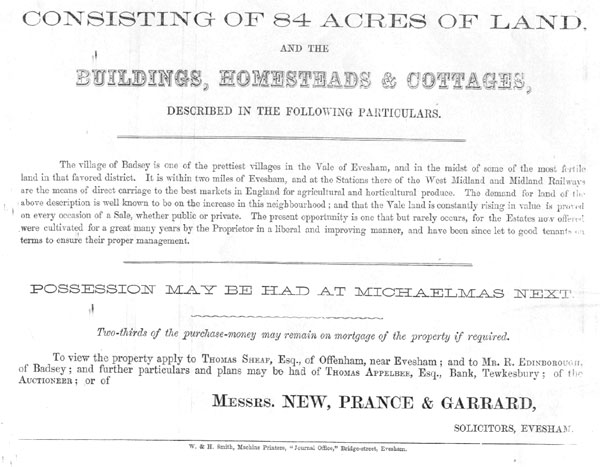 CONSISTING OF 84 ACRES OF LAND,
AND THE
BUILDINGS, HOMESTEADS & COTTAGES,
DESCRIBED IN THE FOLLOWING PARTICULARS.
The village of Badsey is one of the prettiest villages in the Vale of Evesham, and in the midst of some of the most fertile
land in that favored district. It is within two miles of Evesham, and at the Stations there of the West Midland and Midland Railways
are the means of direct carriage to the best markets in England for agricultural and horticultural produce. The demand for land of the
above description is well known to be on the increase in this neighbourhood; and that the Vale land is constantly rising in value is proved
on every occasion of a Sale, whether public or private. The present opportunity is one that but rarely occurs, for the Estates now offered
were cultivated for a great many years by the Proprietor in a liberal and improving manner, and have been since let to good tenants on
terms to ensure their proper management.
POSSESSION MAY BE HAD AT MICHAELMAS NEXT.
Two-thirds of the purchase-money may remain on mortgage of the property if required.
To view the property apply to THOMAS SHEAF, Esq., of Offenham, near Evesham; and to MR. R. EDINBOROUGH,
of Badsey; and further particulars and plans may be had of THOMAS APPELBEE, Esq., Bank, Tewkesbury; of the
AUCTIONEER; or of
MESSRS. NEW, PRANCE & GARRARD,
SOLICITORS, EVESHAM.
W. & H. Smith, Machine Printers, "Journal Office," Bridge-street, Evesham.